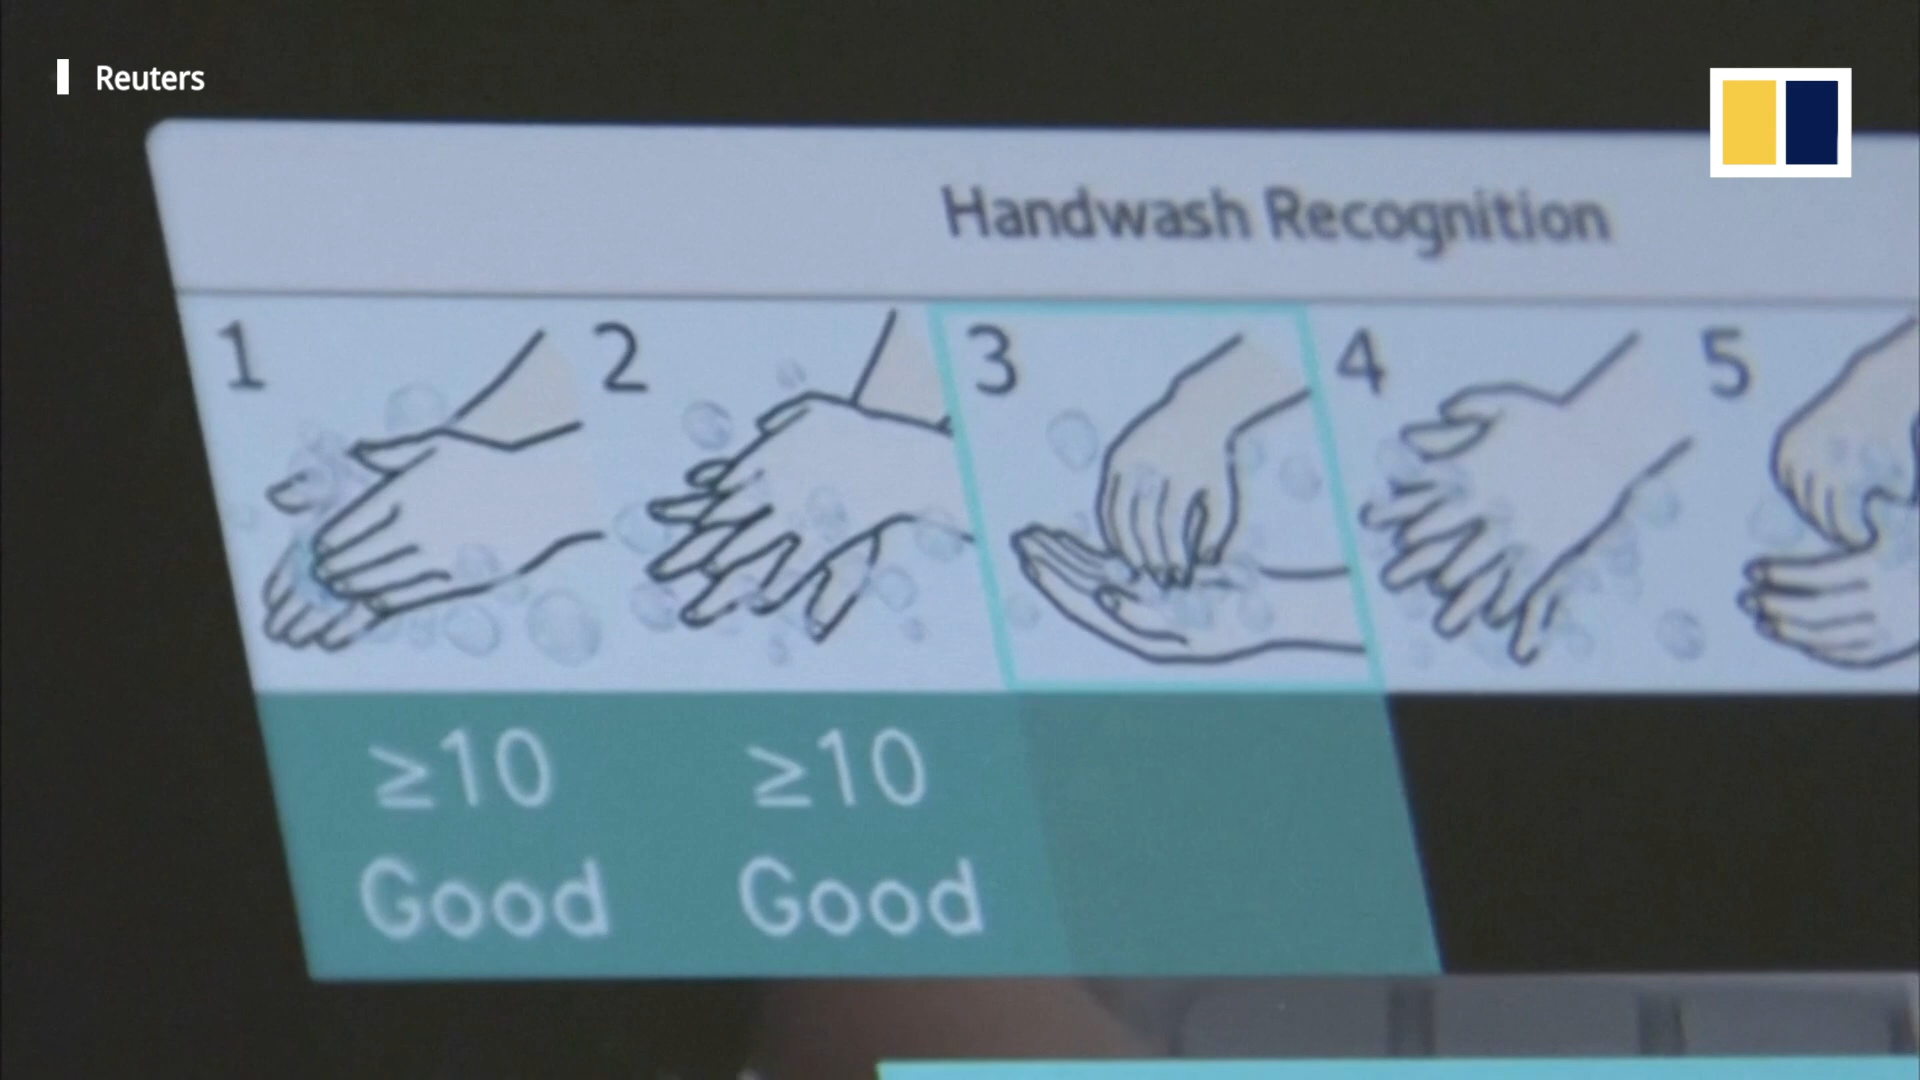 Reuters
Handwash Recognition
1 2 3 4 5
≥10 ≥10
Good Good